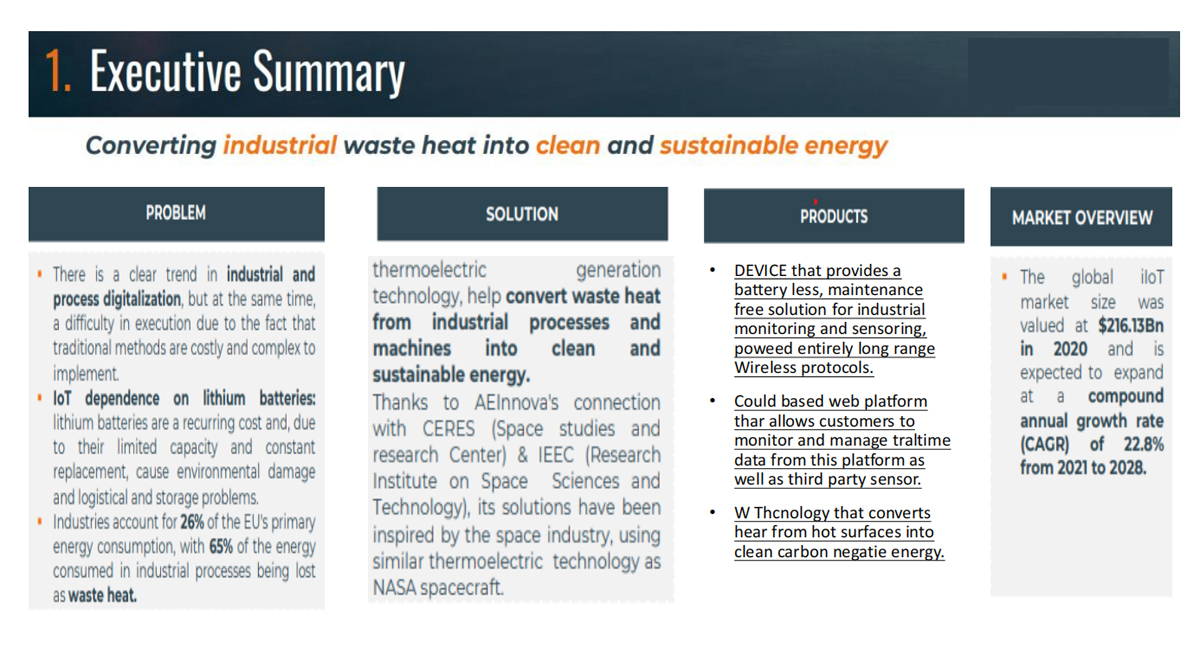 1. Executive Summary
Converting industrial waste heat into clean and sustainable energy
PROBLEM
There is a clear trend in industrial and
process digitalization, but at the same time,
a difficulty in execution due to the fact that
traditional methods are costly and complex to
implement.
IoT dependence on lithium batteries:
lithium batteries are a recurring cost and, due
to their limited capacity and constant
replacement, cause environmental damage
and logistical and storage problems.
Industries account for 26% of the EU's primary
energy consumption, with 65% of the energy
consumed in industrial processes being lost
as waste heat.
SOLUTION
thermoelectric generation
technology, help convert waste heat
from industrial processes and
machines into clean and
sustainable energy.
Thanks to AEInnova's connection
with CERES (Space studies and
research Center) & IEEC (Research
Institute on Space Sciences and
Technology), its solutions have been
inspired by the space industry, using
similar thermoelectric technology as
NASA spacecraft.
PRODUCTS
• DEVICE that provides a
battery less, maintenance
free solution for industrial
monitoring and sensoring,
poweed entirely long range
Wireless protocols.
• Could based web platform
thar allows customers to
monitor and manage traltime
data from this platform as
well as third party sensor.
• W Thcnology that converts
hear from hot surfaces into
clean carbon negatie energy.
MARKET OVERVIEW
The global iIoT
market size was
valued at $216.13Bn
in 2020 and is
expected to expand
at a compound
annual growth rate
(CAGR) of 22.8%
from 2021 to 2028.